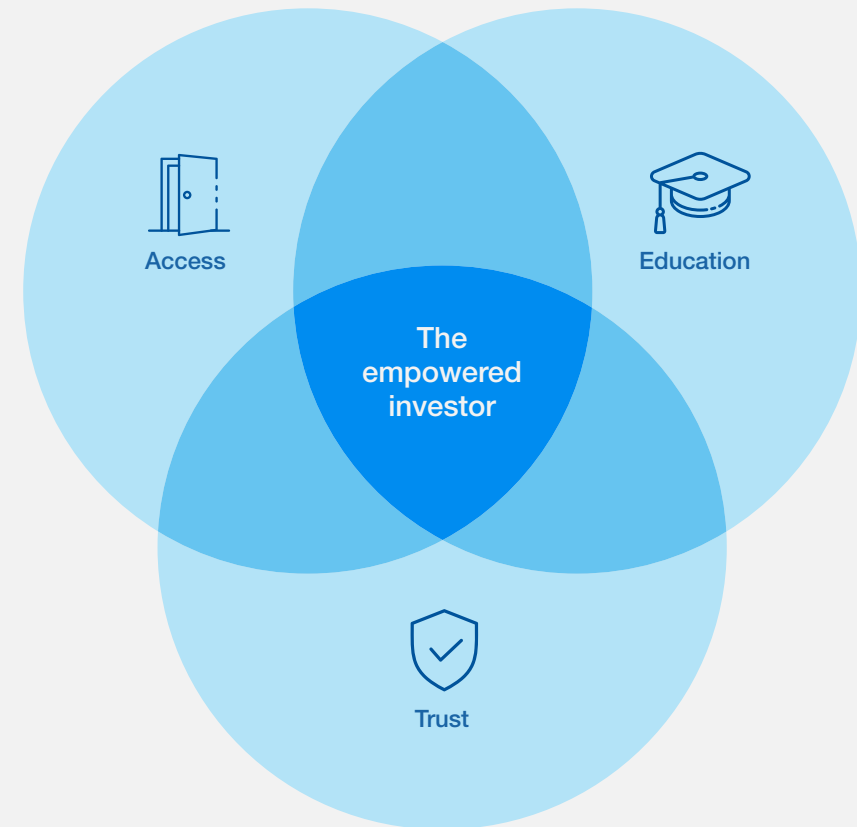 Access
Education
The
empowered
investor
Trust